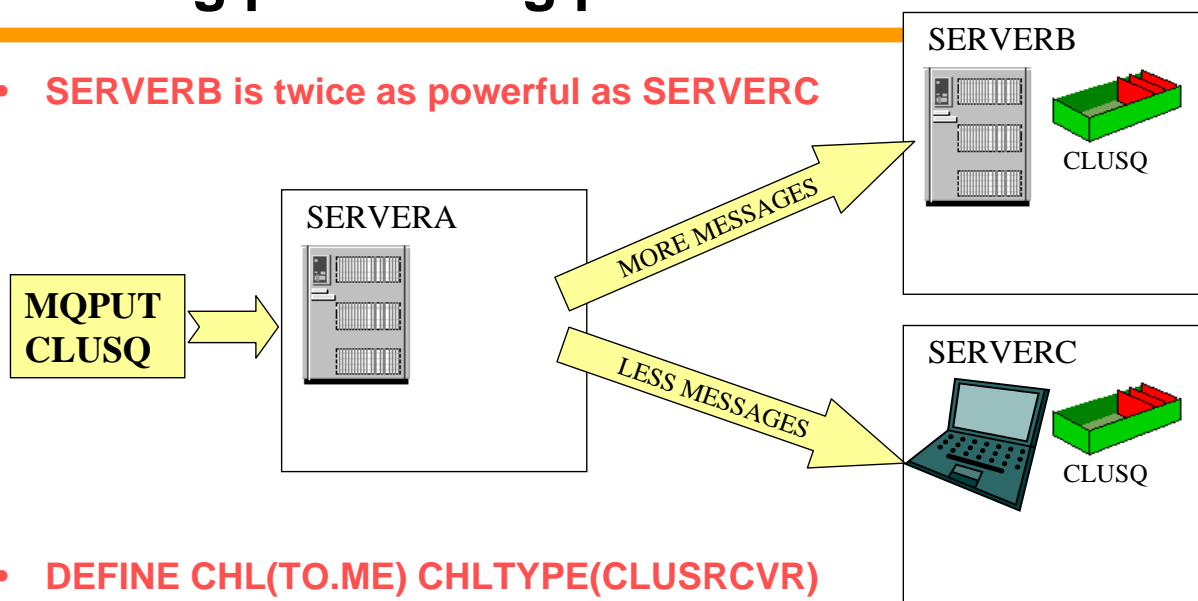 • SERVERB is twice as powerful as SERVERC
SERVERB
CLUSQ
SERVERA
MORE MESSAGES
MQPUT
CLUSQ
LESS MESSAGES
SERVERC
CLUSQ
• DEFINE CHL(TO.ME) CHLTYPE(CLUSRCVR)